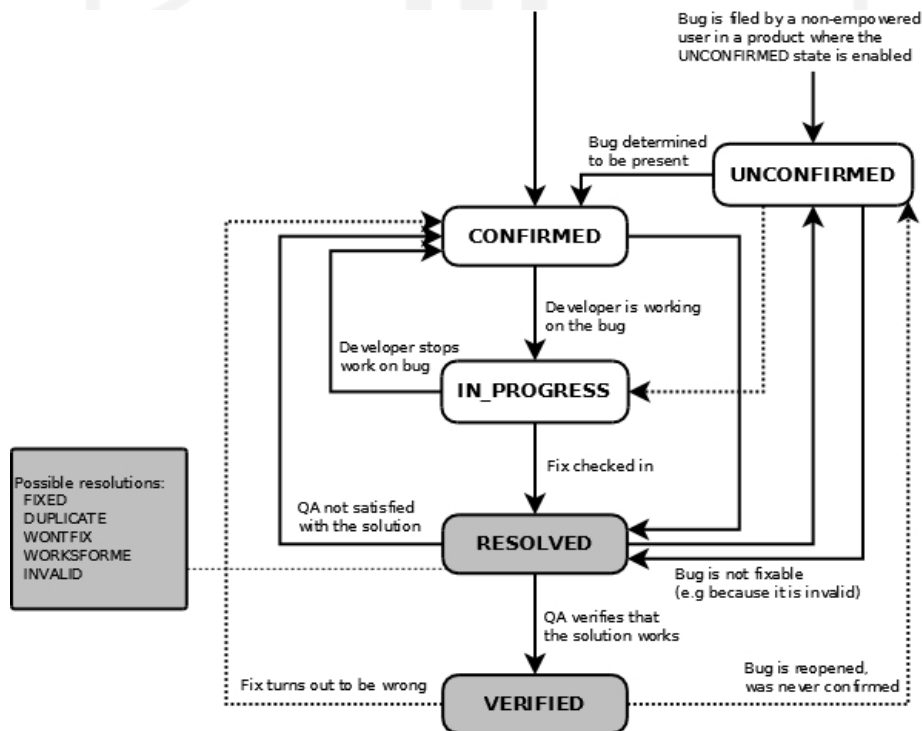 Bug is filed by a non-empowered
user in a product where the
UNCONFIRMED state is enabled
Bug determined
to be present
UNCONFIRMED
CONFIRMED
Developer is working
on the bug
Developer stops
work on bug
IN_PROGRESS
Fix checked in
Possible resolutions:
FIXED
DUPLICATE
WONTFIX
WORKSFORME
INVALID
QA not satisfied
with the solution
RESOLVED
Bug is not fixable
(e.g because it is invalid)
QA verifies that
the solution works
Fix turns out to be wrong
VERIFIED
Bug is reopened,
was never confirmed